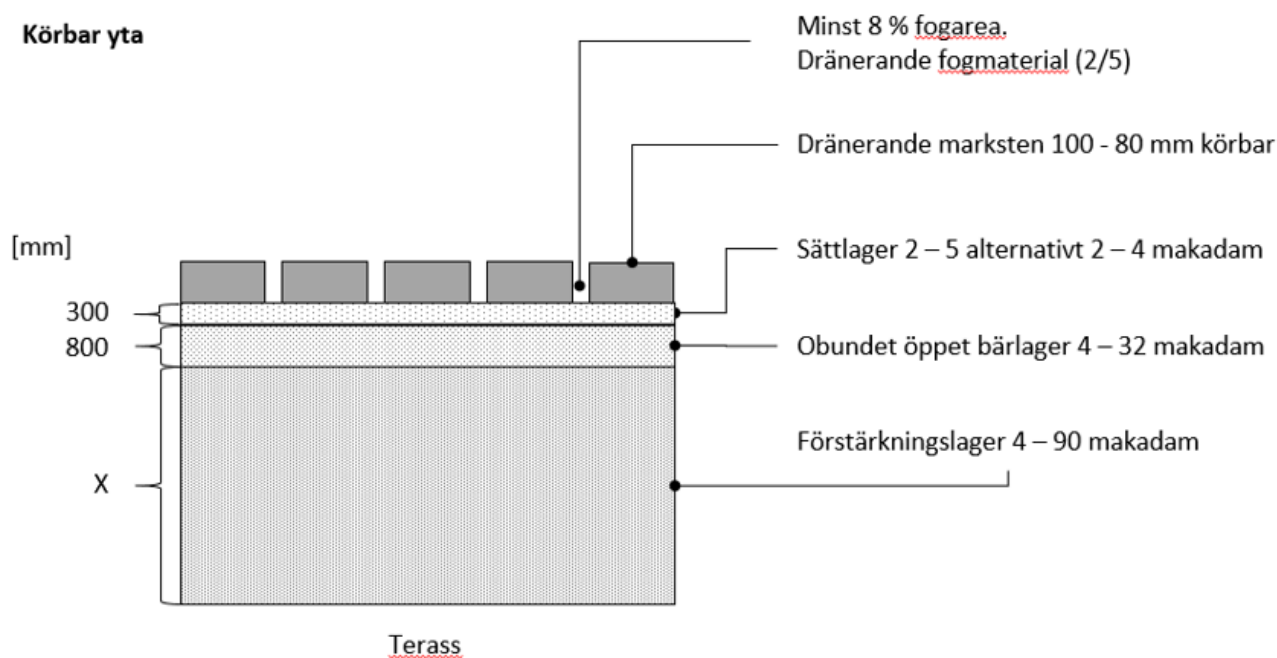 Körbar yta
Minst 8 % fogarea.
Dränerande fogmaterial (2/5)
Dränerande marksten 100 - 80 mm körbar
[mm]
Sättlager 2 – 5 alternativt 2 – 4 makadam
300
800
Obundet öppet bärlager 4 – 32 makadam
Förstärkningslager 4 – 90 makadam
X
Terass